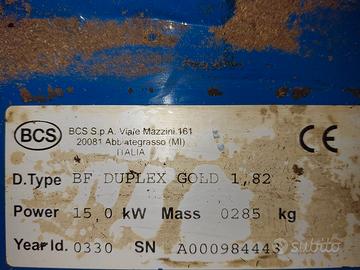 BCS
BCS S.p.A. Viale Mazzini,161
20081 Abbiategrasso (MI)
ITALIA
CE
D.Type BF DUPLEX GOLD 1,82
Power 15,0 kW Mass 0285 kg
Year Id. 0330 SN A000984443
subito